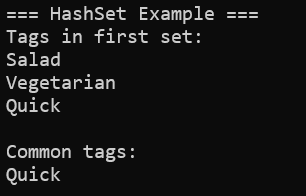 === HashSet Example ===
Tags in first set:
Salad
Vegetarian
Quick

Common tags:
Quick